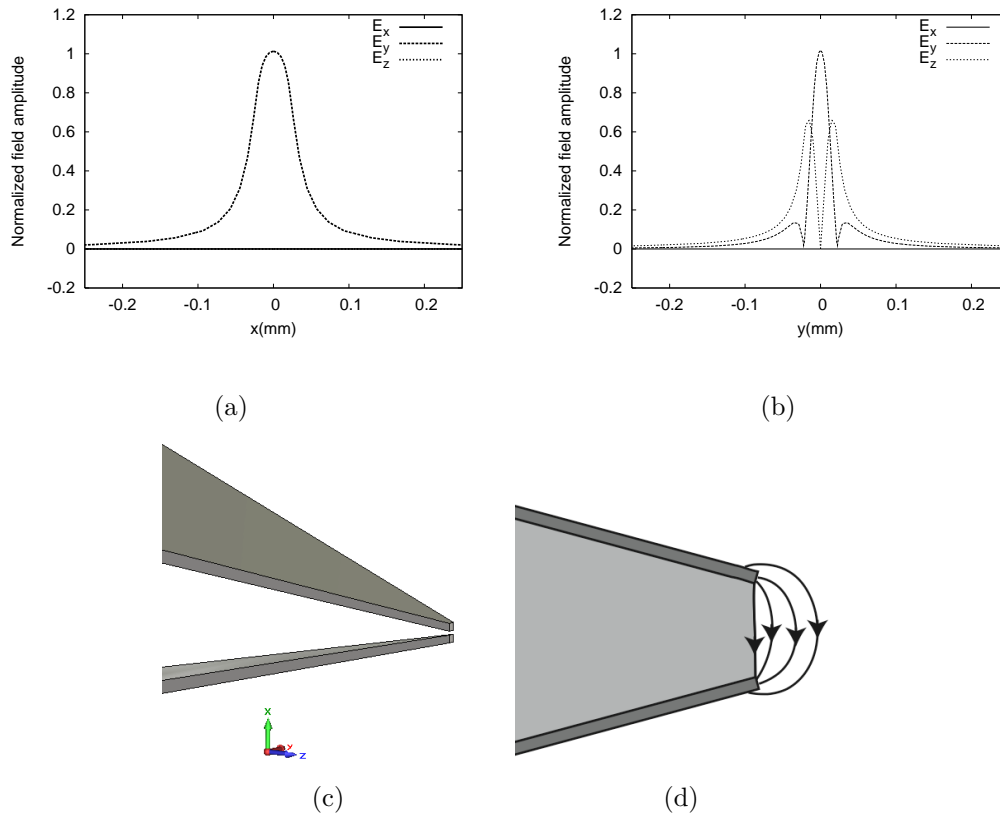 Normalized field amplitude
1.2
1
0.8
0.6
0.4
0.2
0
-0.2
-0.2
-0.1
0
0.1
0.2
x(mm)
Ex
Ey
Ez
(a)
Normalized field amplitude
1.2
1
0.8
0.6
0.4
0.2
0
-0.2
-0.2
-0.1
0
0.1
0.2
y(mm)
Ex
Ey
Ez
(b)
x
y
z
(c)
(d)